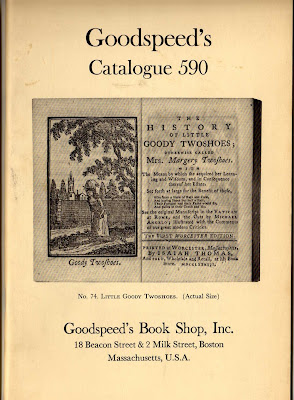 Goodspeed's
Catalogue 590
Goody Twoshoes.
THE
HISTORY
OF LITTLE
GOODY TWOSHOES;
OTHERWISE CALLED
Mrs. Margery Twoshoes.
WITH
The Means by which she acquired her Learning and Wisdom, and in Consequence
thereof her Estate.
Set forth at large for the Benefit of those,
See the original Manuscript in the VATICAN
at ROME, and the Cuts by MICHAEL
ANGELO; illustrated with the Comments
of our great modern Criticks.
The FIRST WORCESTER EDITION.
PRINTED at WORCESTER, Massachusetts,
By ISAIAH THOMAS,
No. 74. LITTLE GOODY TWOSHOES. (Actual Size)
Goodspeed's Book Shop, Inc.
18 Beacon Street & 2 Milk Street, Boston
Massachusetts, U.S.A.